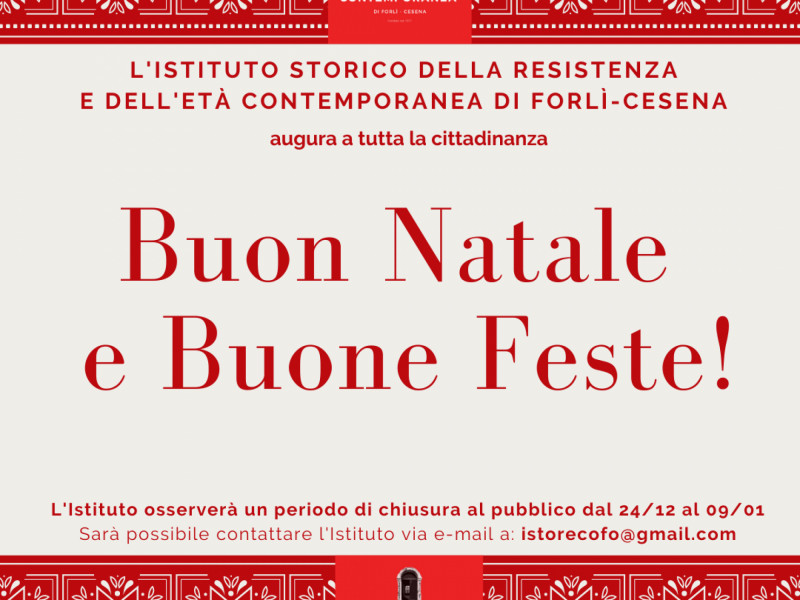 DI FORLÌ - CESENA
L'ISTITUTO STORICO DELLA RESISTENZA
E DELL'ETÀ CONTEMPORANEA DI FORLÌ-CESENA
augura a tutta la cittadinanza
Buon Natale
e Buone Feste!
L'Istituto osserverà un periodo di chiusura al pubblico dal 24/12 al 09/01
Sarà possibile contattare l'Istituto via e-mail a: istorecofo@gmail.com